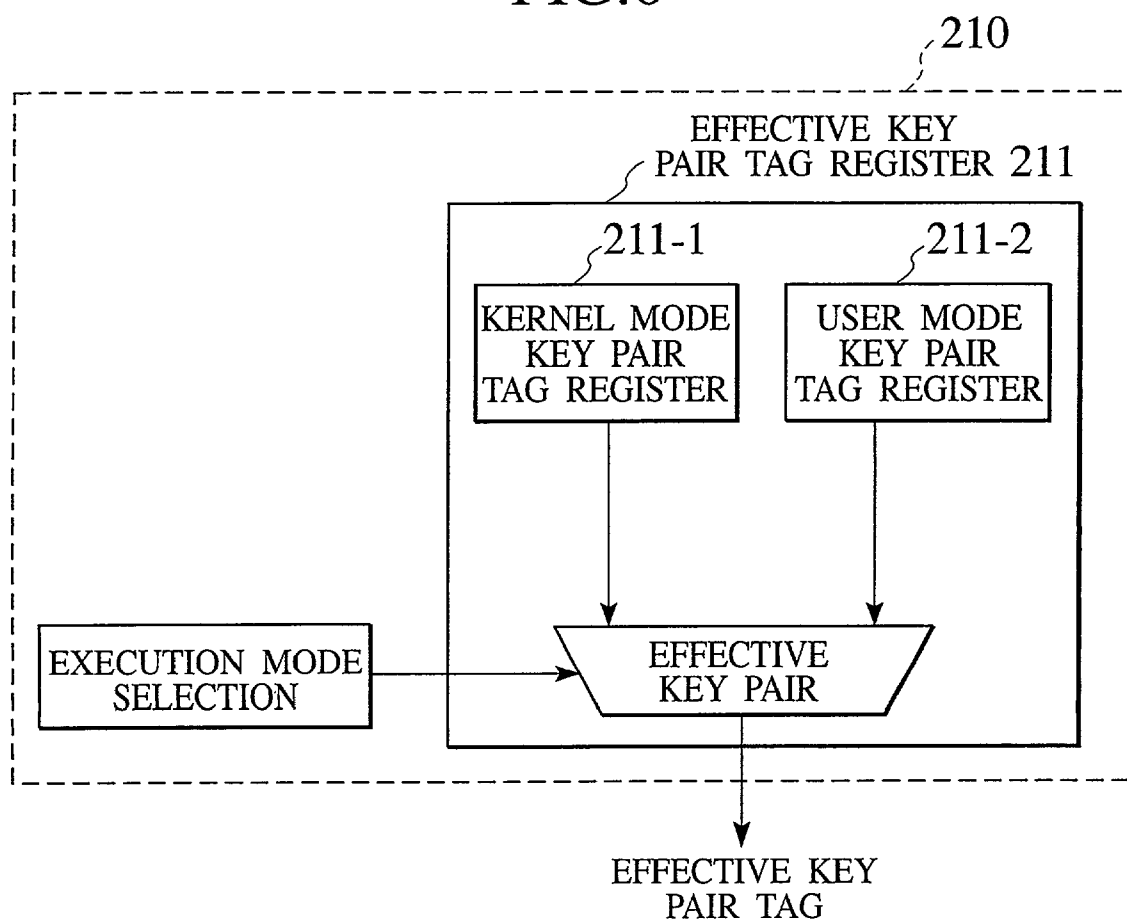 210
EFFECTIVE KEY
PAIR TAG REGISTER 211
211-1
211-2
KERNEL MODE
KEY PAIR
TAG REGISTER
USER MODE
KEY PAIR
TAG REGISTER
EXECUTION MODE
SELECTION
EFFECTIVE
KEY PAIR
EFFECTIVE KEY
PAIR TAG